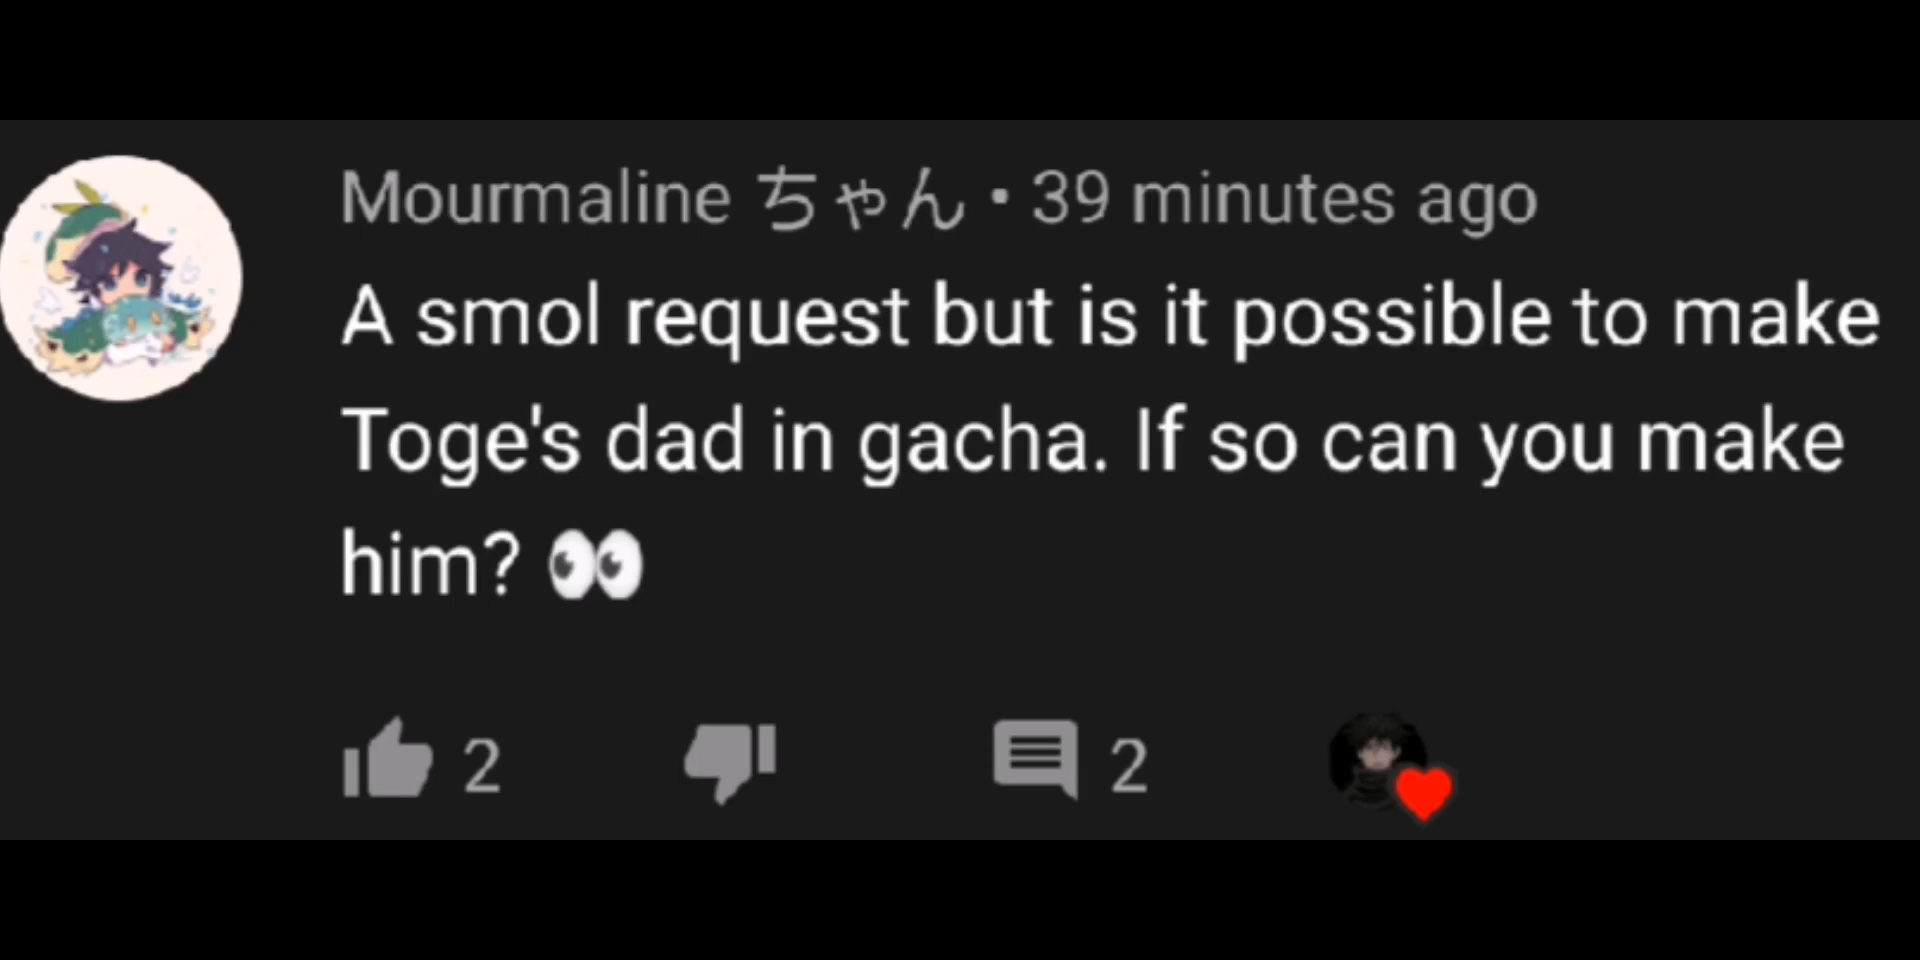 Mourmaline ちゃん • 39 minutes ago
A smol request but is it possible to make
Toge's dad in gacha. If so can you make
him? 👀
2 2